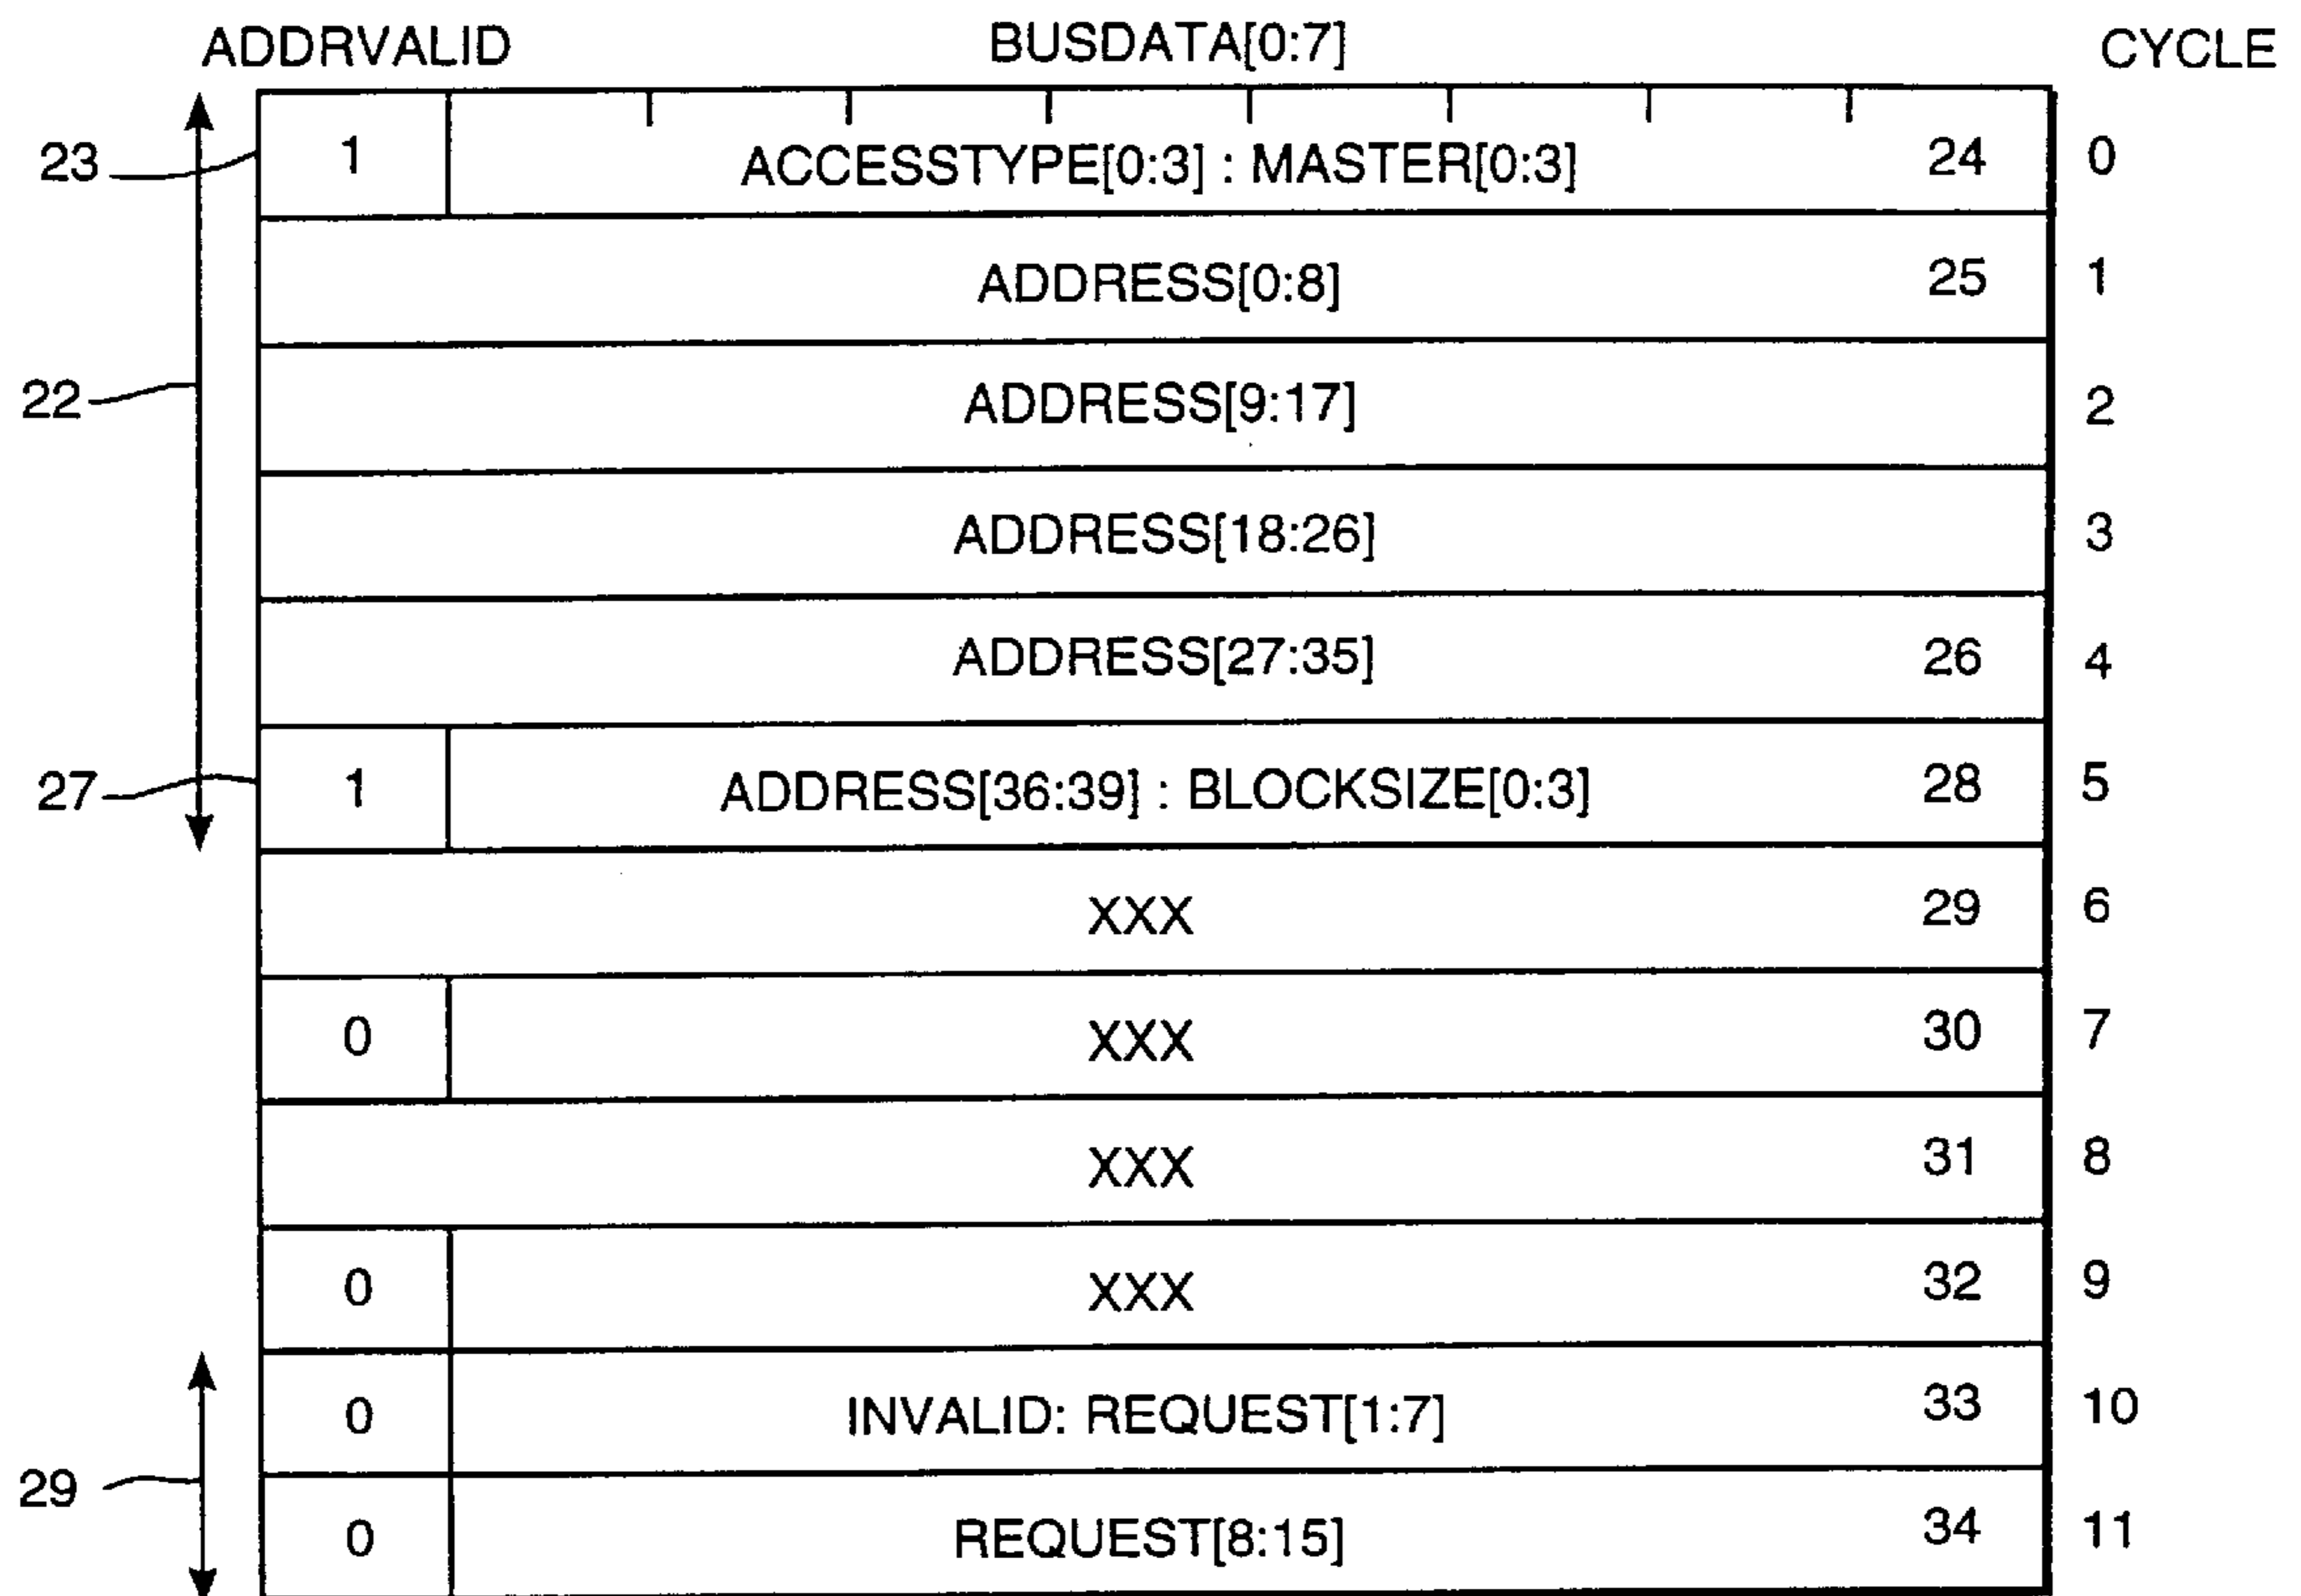 ADDRVALID BUSDATA[0:7] CYCLE
23 1 ACCESSTYPE[0:3] : MASTER[0:3] 24 0
ADDRESS[0:8] 25 1
22 ADDRESS[9:17] 2
ADDRESS[18:26] 3
ADDRESS[27:35] 26 4
27 1 ADDRESS[36:39] : BLOCKSIZE[0:3] 28 5
XXX 29 6
0 XXX 30 7
XXX 31 8
0 XXX 32 9
0 INVALID: REQUEST[1:7] 33 10
29 0 REQUEST[8:15] 34 11